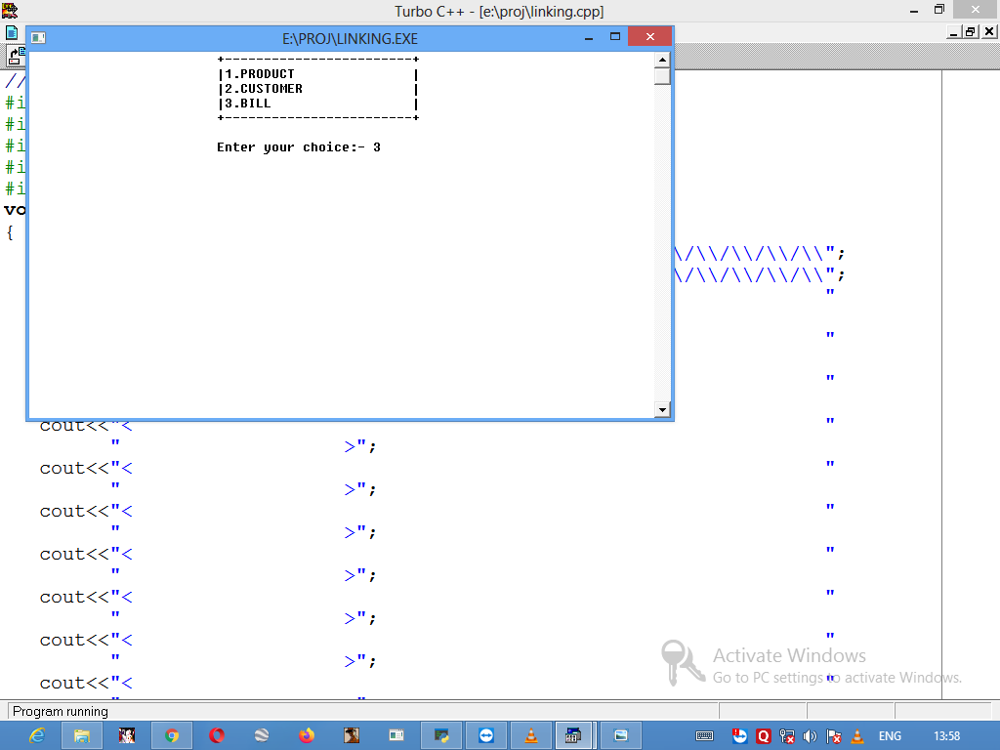 Turbo C++ - [e:\proj\linking.cpp]
E:\PROJ\LINKING.EXE
+------------------------+
|1.PRODUCT |
|2.CUSTOMER |
|3.BILL |
+------------------------+
Enter your choice:- 3
//
#i
#i
#i
#i
#i
vo
{
\/\\/\\/\\/\\";
\/\\/\\/\\/\\";
"
"
"
cout<<"< "
" >";
cout<<"< "
" >";
cout<<"< "
" >";
cout<<"< "
" >";
cout<<"< "
" >";
cout<<"< "
" >";
cout<<"< "
Activate Windows
Go to PC settings to activate Windows.
Program running
ENG 13:58